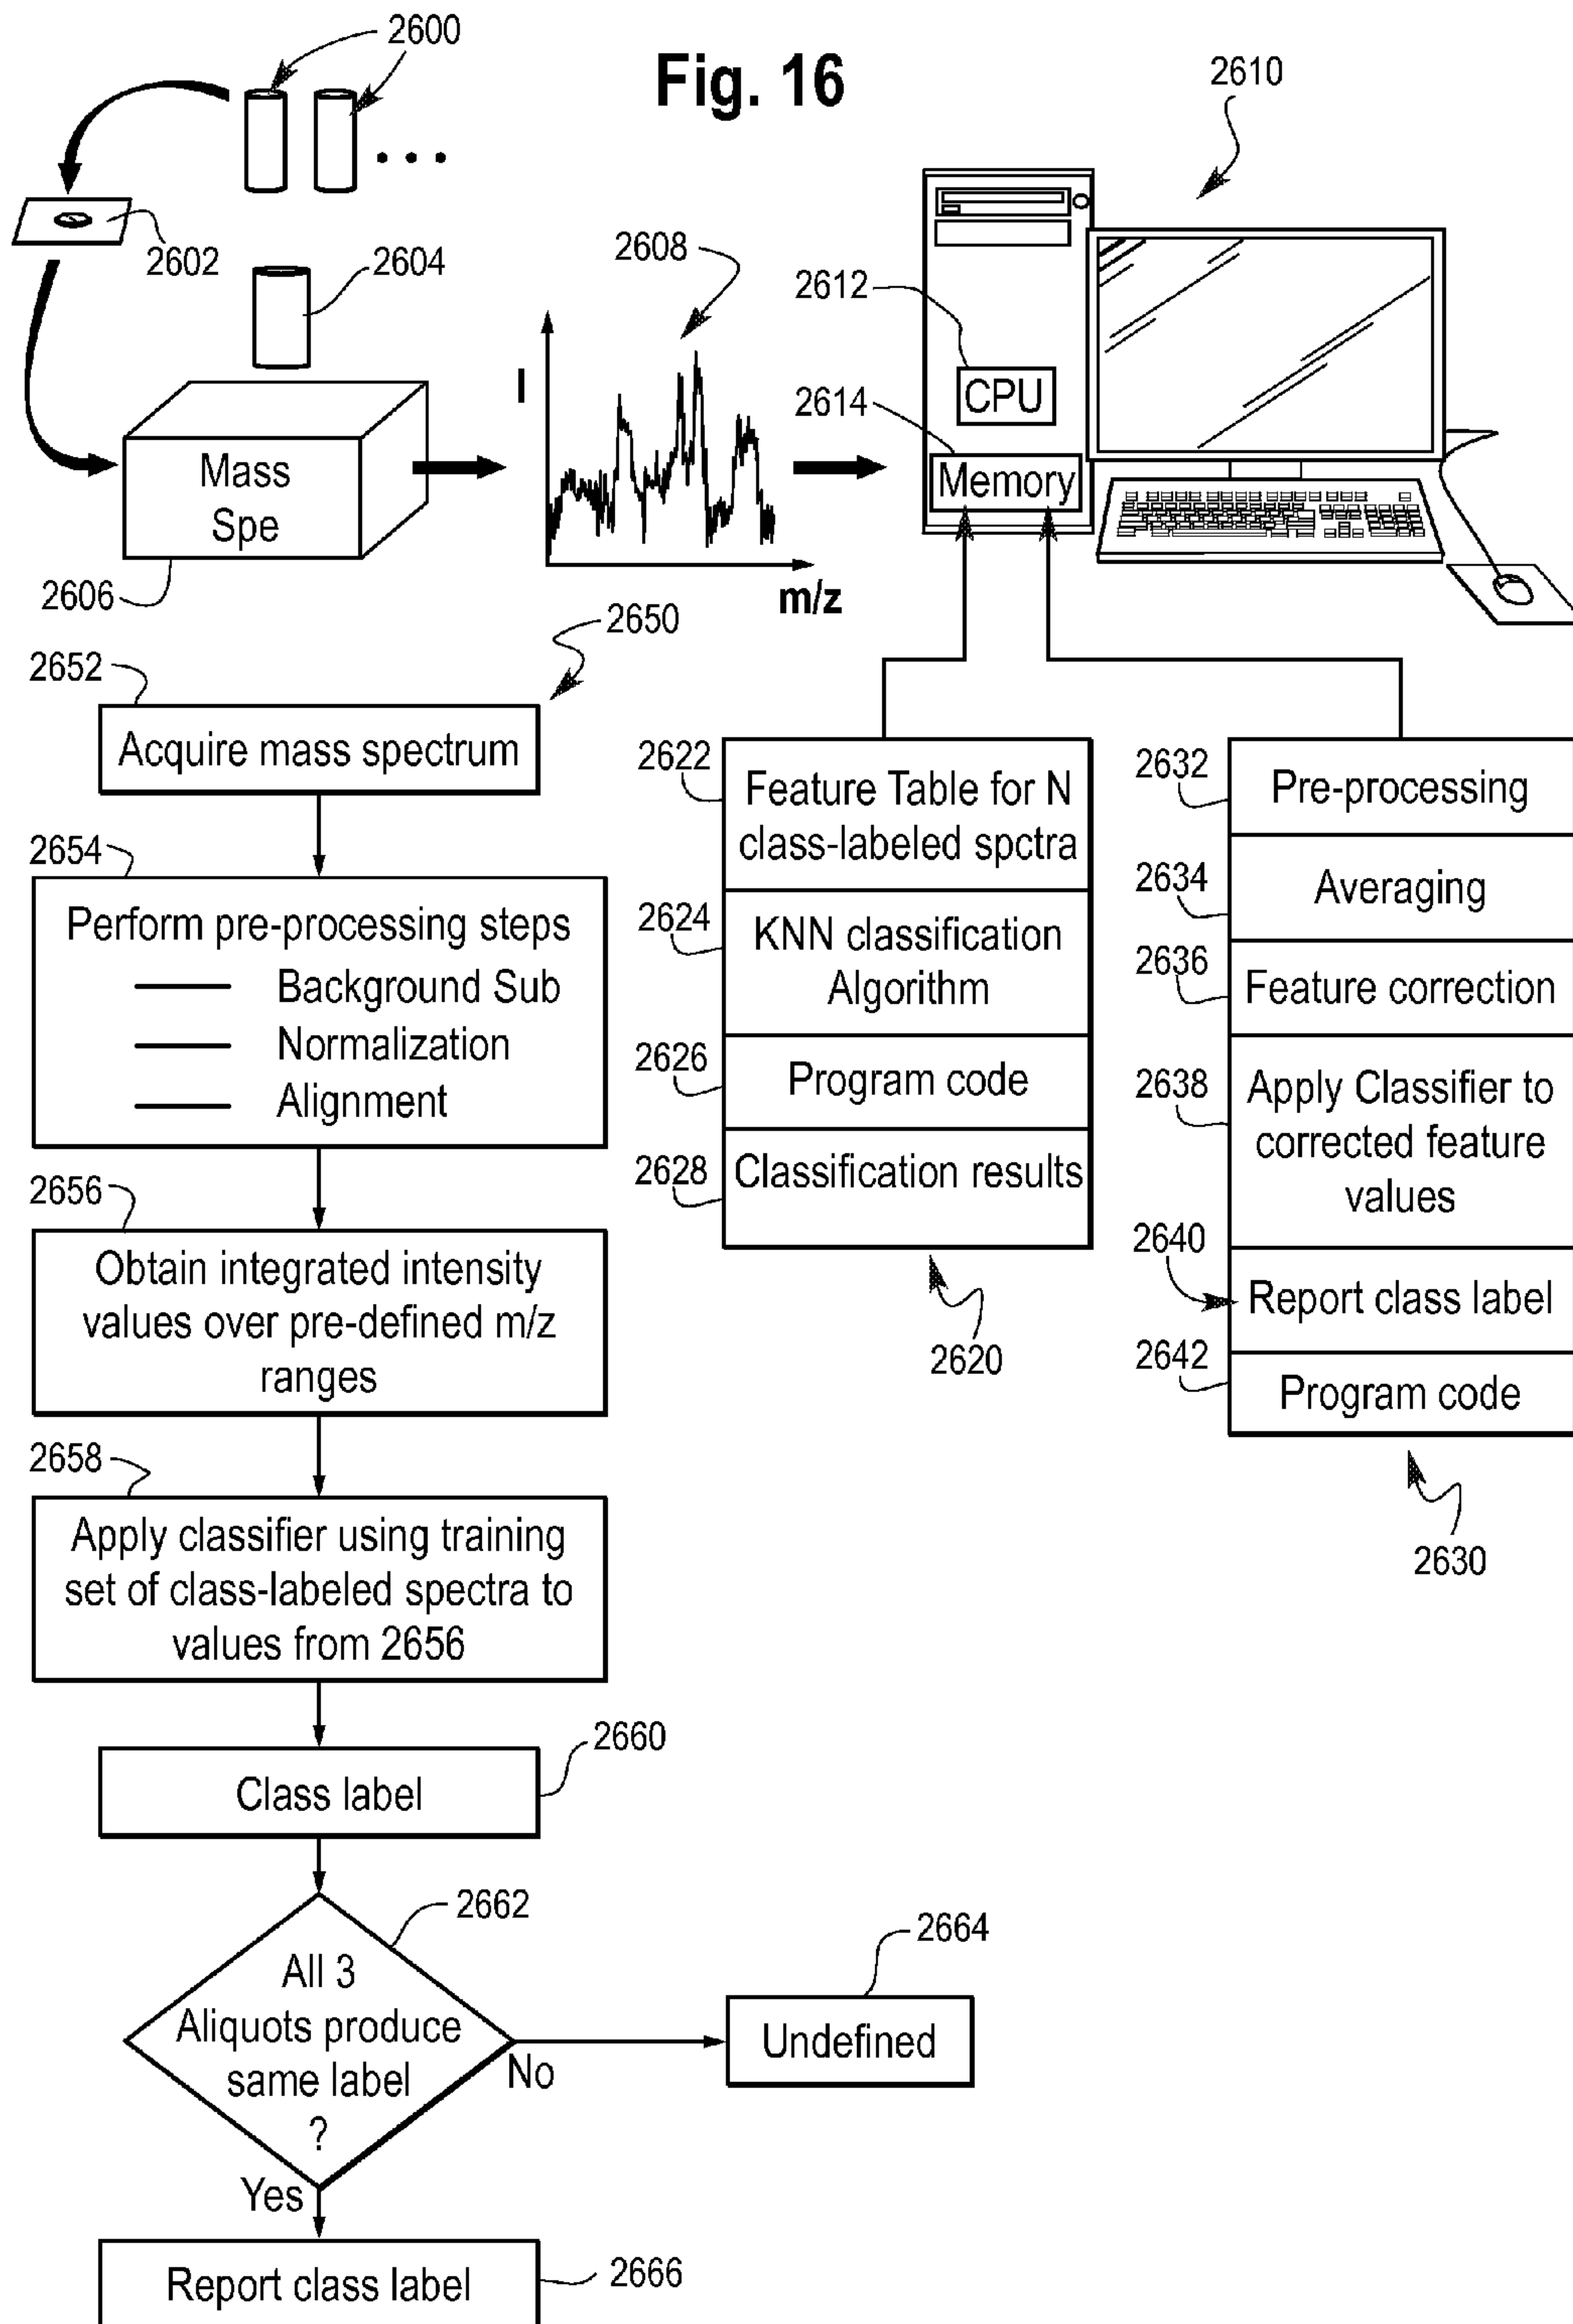 2600
Fig. 16
2610
2602
2604
2608
2612
I
CPU
2614
Memory
Mass
Spe
m/z
2606
2650
2652
Acquire mass spectrum
2654
Perform pre-processing steps
Background Sub
Normalization
Alignment
2656
Obtain integrated intensity
values over pre-defined m/z
ranges
2658
Apply classifier using training
set of class-labeled spectra to
values from 2656
2660
Class label
2662
All 3
Aliquots produce
same label
?
No
2664
Undefined
Yes
Report class label
2666
2622
Feature Table for N
class-labeled spctra
2624
KNN classification
Algorithm
2626
Program code
2628
Classification results
2620
2632
Pre-processing
2634
Averaging
2636
Feature correction
2638
Apply Classifier to
corrected feature
values
2640
Report class label
2642
Program code
2630